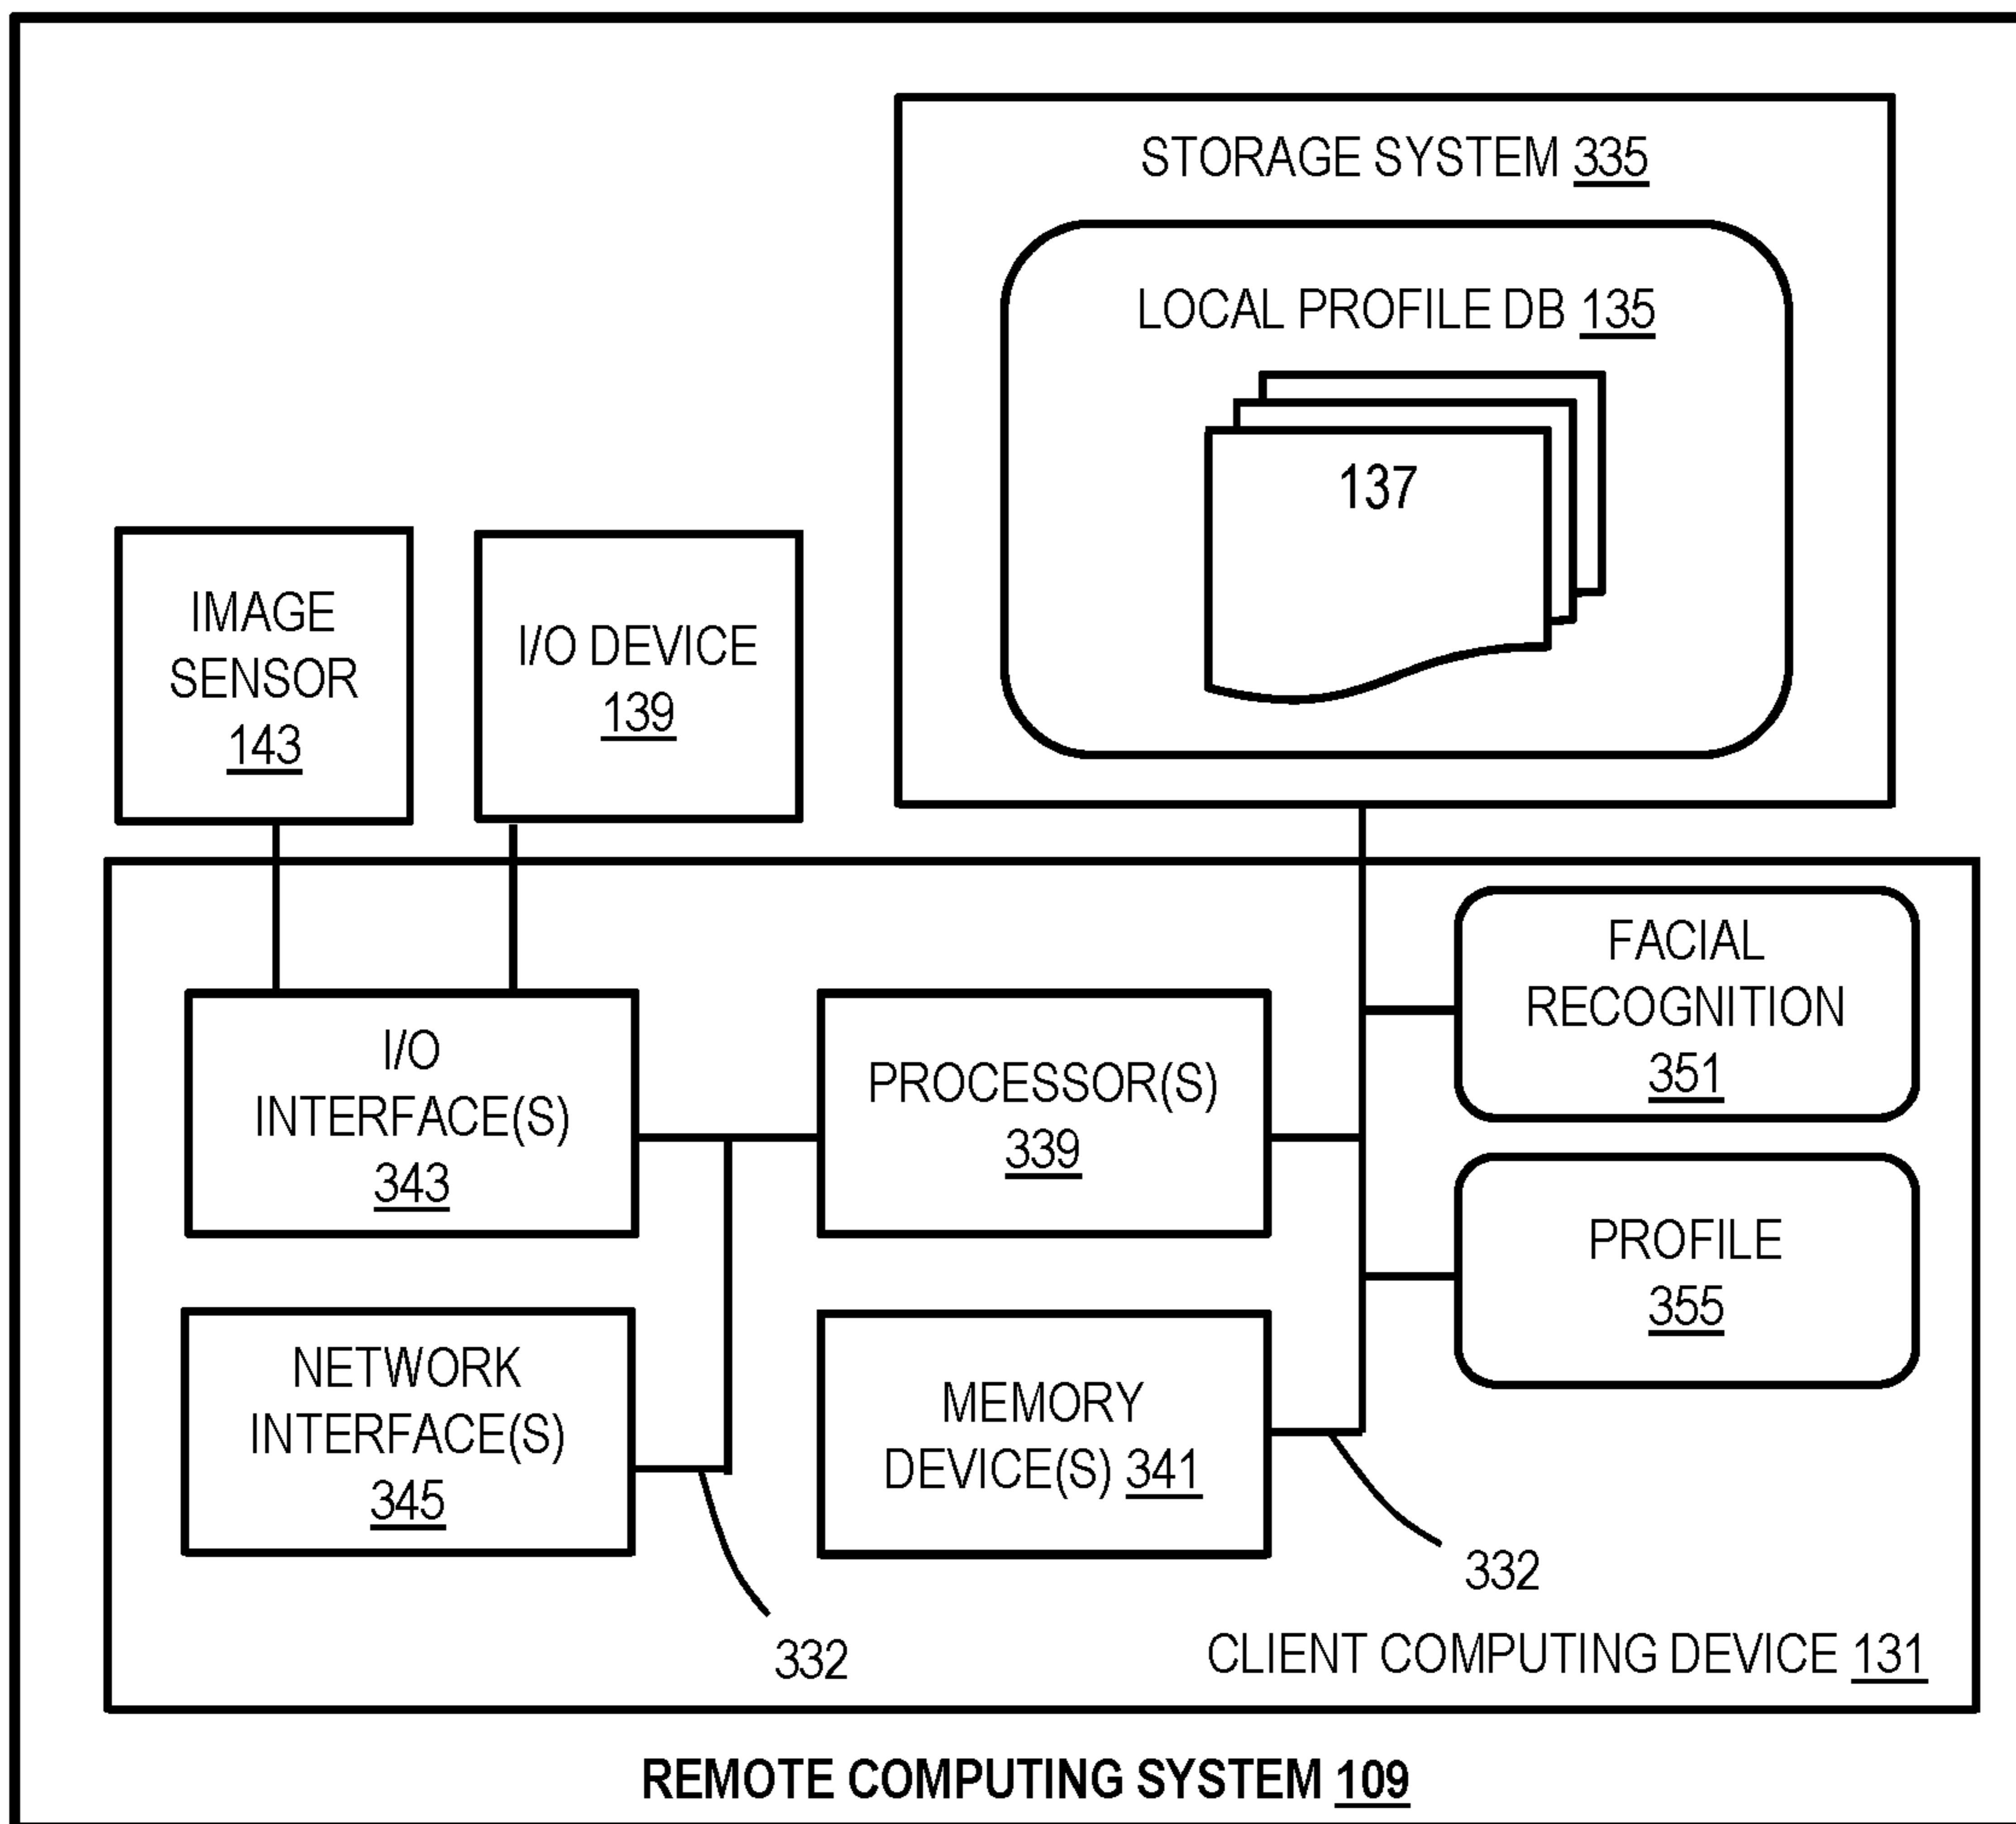 STORAGE SYSTEM 335
LOCAL PROFILE DB 135
137
IMAGE
SENSOR
143
I/O DEVICE
139
FACIAL
RECOGNITION
351
I/O
INTERFACE(S)
343
PROCESSOR(S)
339
PROFILE
355
NETWORK
INTERFACE(S)
345
MEMORY
DEVICE(S) 341
332
332
CLIENT COMPUTING DEVICE 131
REMOTE COMPUTING SYSTEM 109